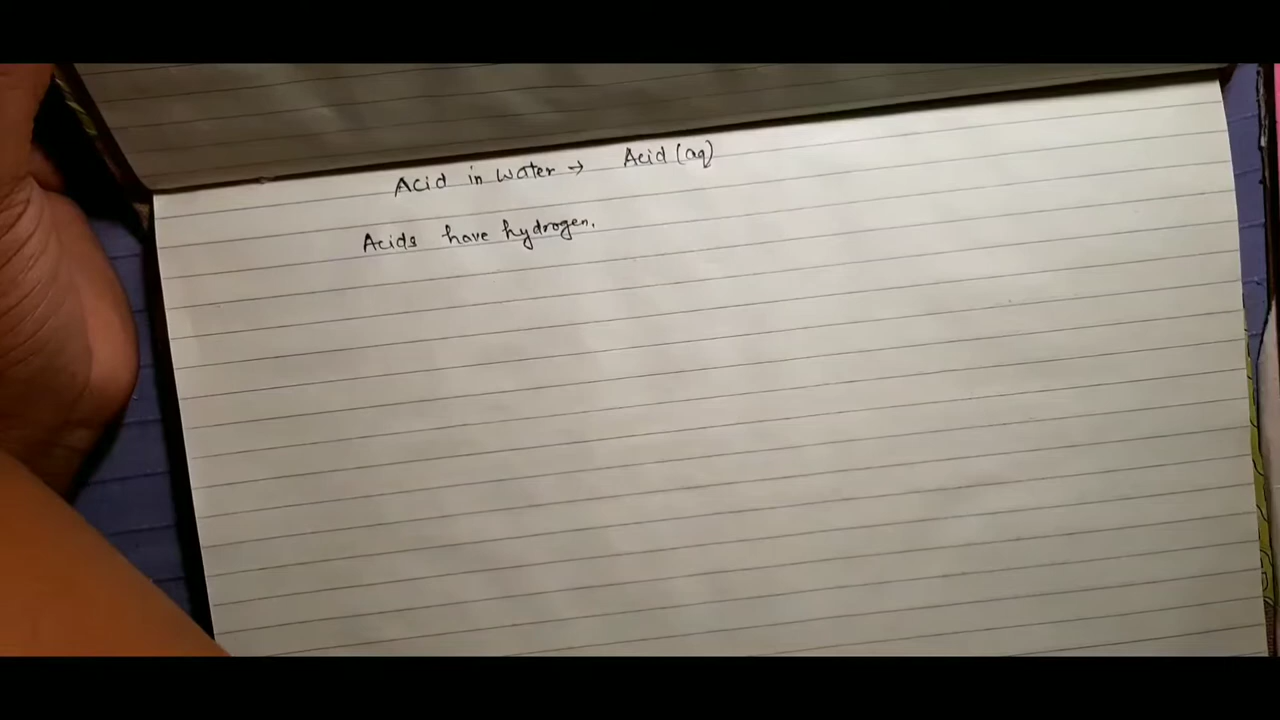 Acid in water → Acid (aq)
Acids have hydrogen.